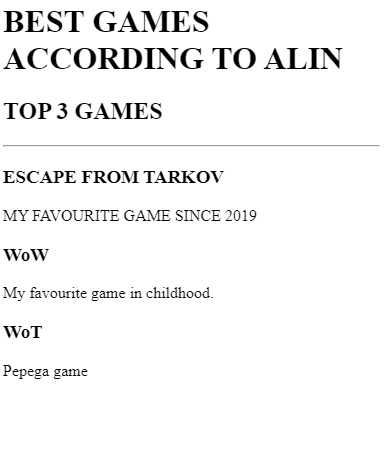 BEST GAMES
ACCORDING TO ALIN
TOP 3 GAMES
ESCAPE FROM TARKOV
MY FAVOURITE GAME SINCE 2019
WoW
My favourite game in childhood.
WoT
Pepega game